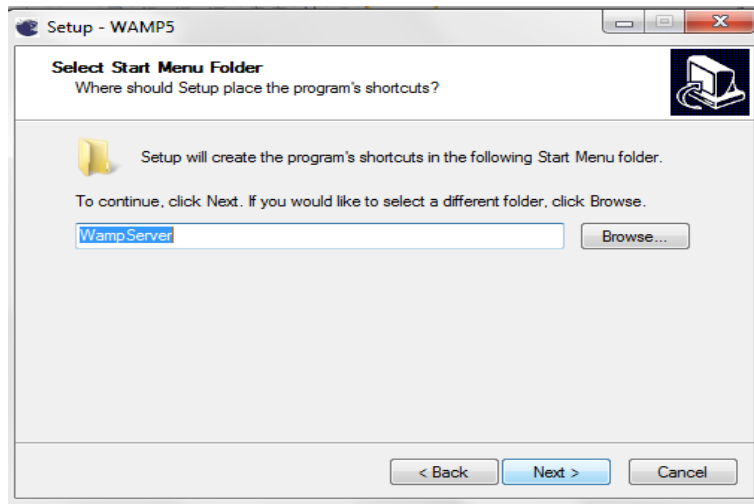 Setup - WAMP5
Select Start Menu Folder
Where should Setup place the program's shortcuts?
Setup will create the program's shortcuts in the following Start Menu folder.
To continue, click Next. If you would like to select a different folder, click Browse.
WampServer
Browse...
< Back
Next >
Cancel